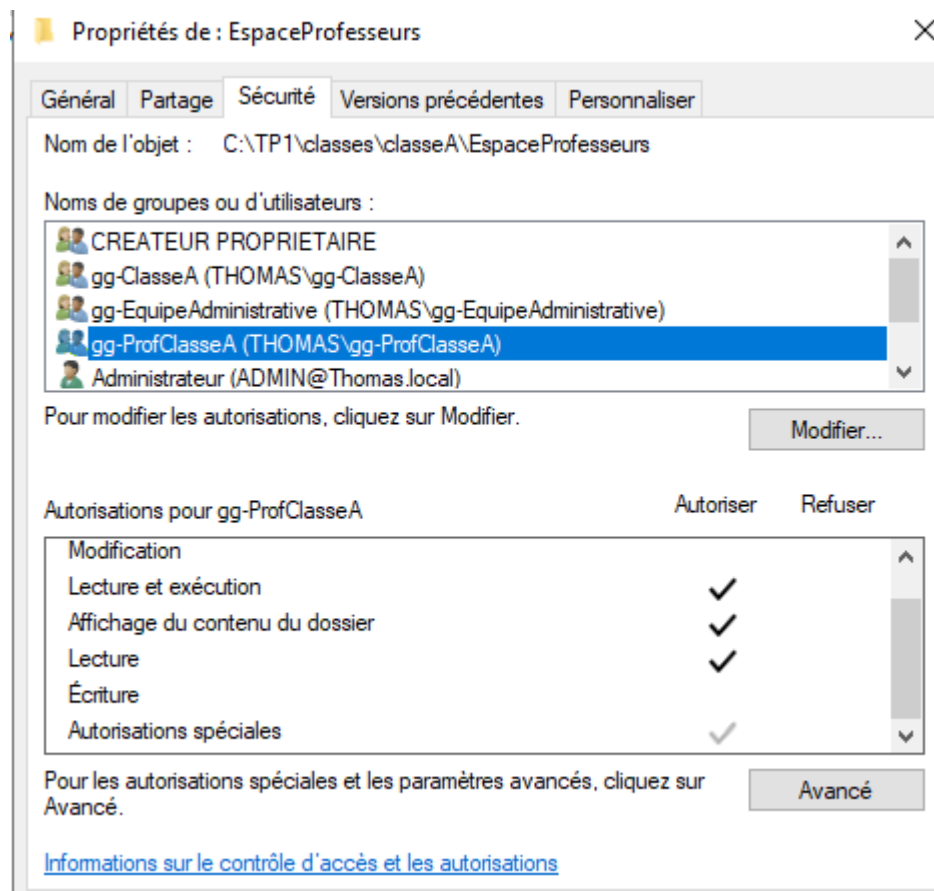 Propriétés de : EspaceProfesseurs
Général Partage Sécurité Versions précédentes Personnaliser
Nom de l'objet : C:\TP1\classes\classeA\EspaceProfesseurs
Noms de groupes ou d'utilisateurs :
CREATEUR PROPRIETAIRE
gg-ClasseA (THOMAS\gg-ClasseA)
gg-EquipeAdministrative (THOMAS\gg-EquipeAdministrative)
gg-ProfClasseA (THOMAS\gg-ProfClasseA)
Administrateur (ADMIN@Thomas.local)
Pour modifier les autorisations, cliquez sur Modifier.
Modifier...
Autorisations pour gg-ProfClasseA Autoriser Refuser
Modification
Lecture et exécution
Affichage du contenu du dossier
Lecture
Écriture
Autorisations spéciales
Pour les autorisations spéciales et les paramètres avancés, cliquez sur
Avancé.
Avancé
Informations sur le contrôle d'accès et les autorisations